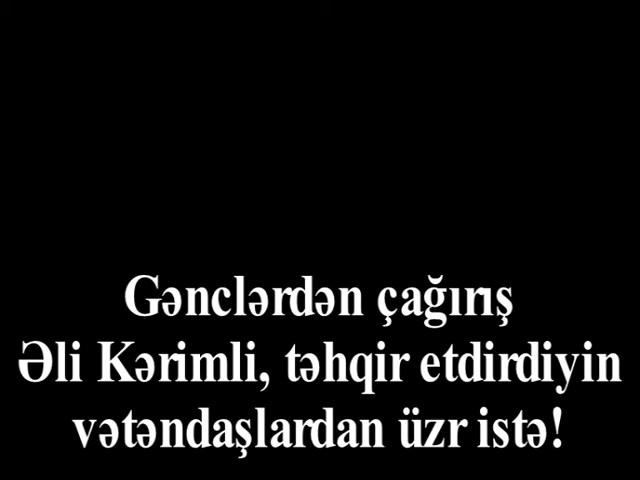 Gənclərdən çağırış
Əli Kərimli, təhqir etdirdiyin
vətəndaşlardan üzr istə!